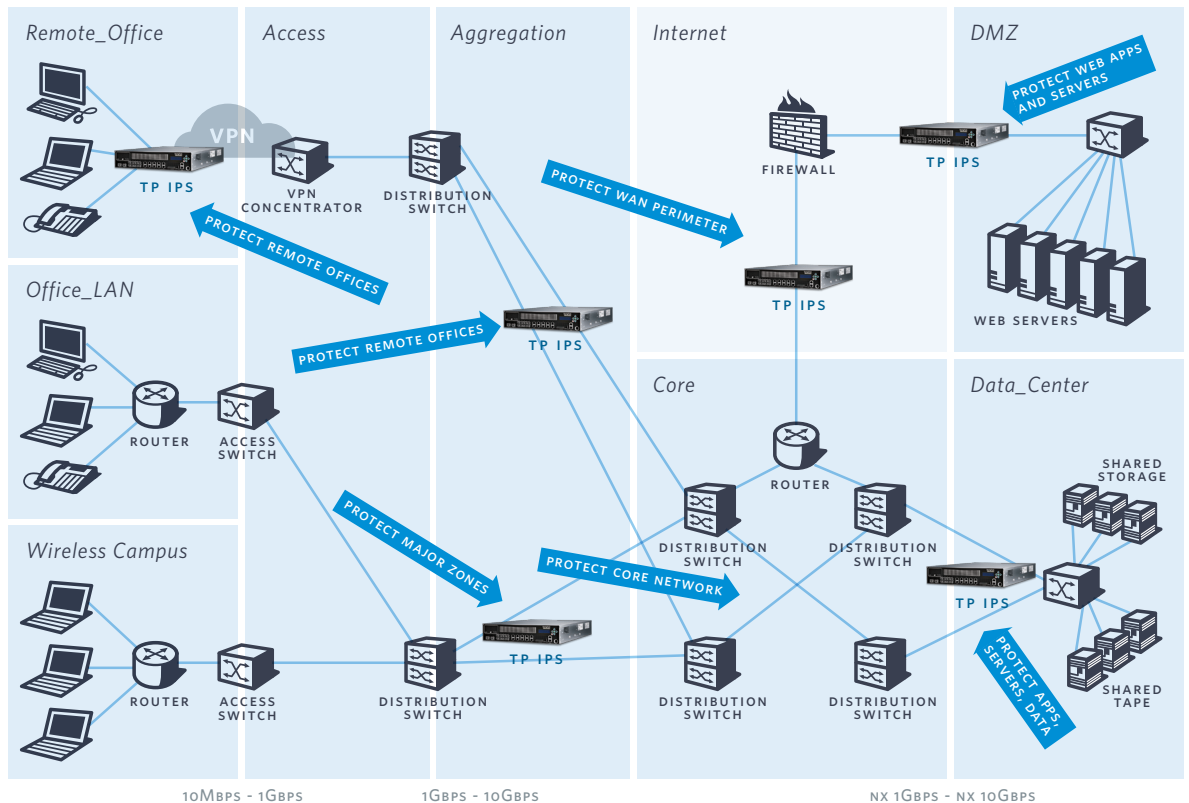 Remote_Office
Access
Aggregation
Internet
DMZ
VPN
TP IPS
VPN
CONCENTRATOR
DISTRIBUTION
SWITCH
PROTECT REMOTE OFFICES
PROTECT WAN PERIMETER
FIREWALL
TP IPS
PROTECT WEB APPS
AND SERVERS
TP IPS
WEB SERVERS
Office_LAN
PROTECT REMOTE OFFICES
TP IPS
ROUTER
ACCESS
SWITCH
Core
Data_Center
ROUTER
SHARED
STORAGE
DISTRIBUTION
SWITCH
DISTRIBUTION
SWITCH
PROTECT MAJOR ZONES
PROTECT CORE NETWORK
TP IPS
Wireless Campus
ROUTER
ACCESS
SWITCH
TP IPS
DISTRIBUTION
SWITCH
DISTRIBUTION
SWITCH
DISTRIBUTION
SWITCH
PROTECT APPS,
SERVERS, DATA
SHARED
TAPE
10MBPS - 1GBPS
1GBPS - 10GBPS
NX 1GBPS - NX 10GBPS